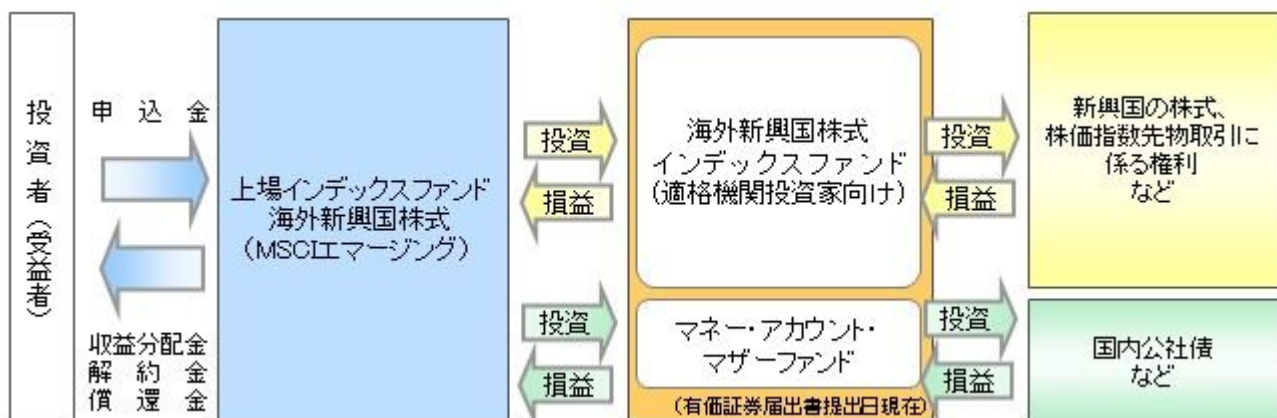 投資者(受益者)
申込金
収益分配金
解約金
償還金
上場インデックスファンド
海外新興国株式
(MSCIエマージング)
投資
損益
投資
損益
海外新興国株式
インデックスファンド
(適格機関投資家向け)
マネー・アカウント・
マザーファンド
(有価証券届出書提出日現在)
投資
損益
投資
損益
新興国の株式、
株価指数先物取引に
係る権利
など
国内公社債
など